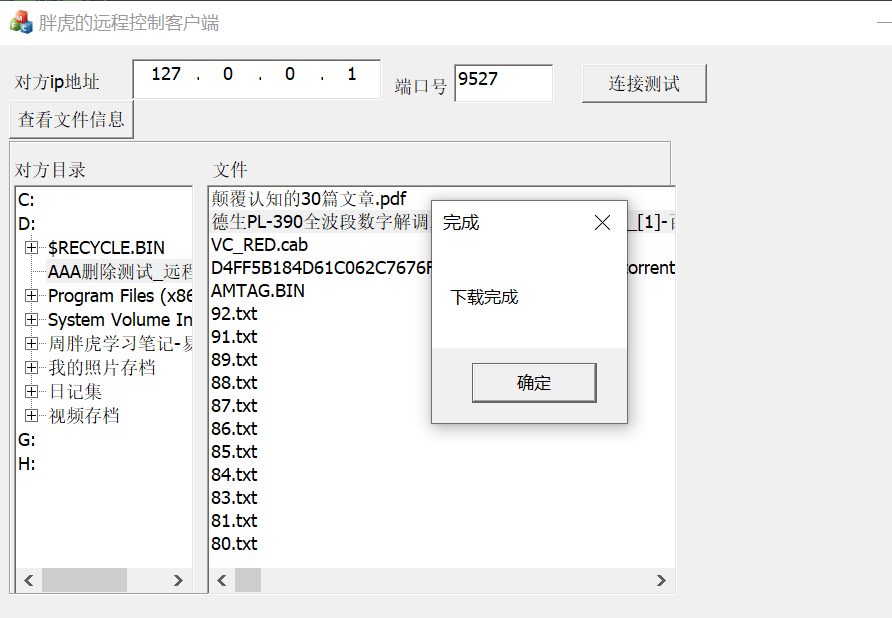 胖虎的远程控制客户端
对方ip地址
127 . 0 . 0 . 1
端口号
9527
连接测试
查看文件信息
对方目录
C:
D:
$RECYCLE.BIN
AAA删除测试_远程
Program Files (x86
System Volume In
周胖虎学习笔记-易
我的照片存档
日记集
视频存档
G:
H:
文件
颠覆认知的30篇文章.pdf
德生PL-390全波段数字解调 _[1]-
VC_RED.cab
D4FF5B184D61C062C7676F orrent
AMTAG.BIN
92.txt
91.txt
89.txt
88.txt
87.txt
86.txt
85.txt
84.txt
83.txt
81.txt
80.txt
完成
下载完成
确定